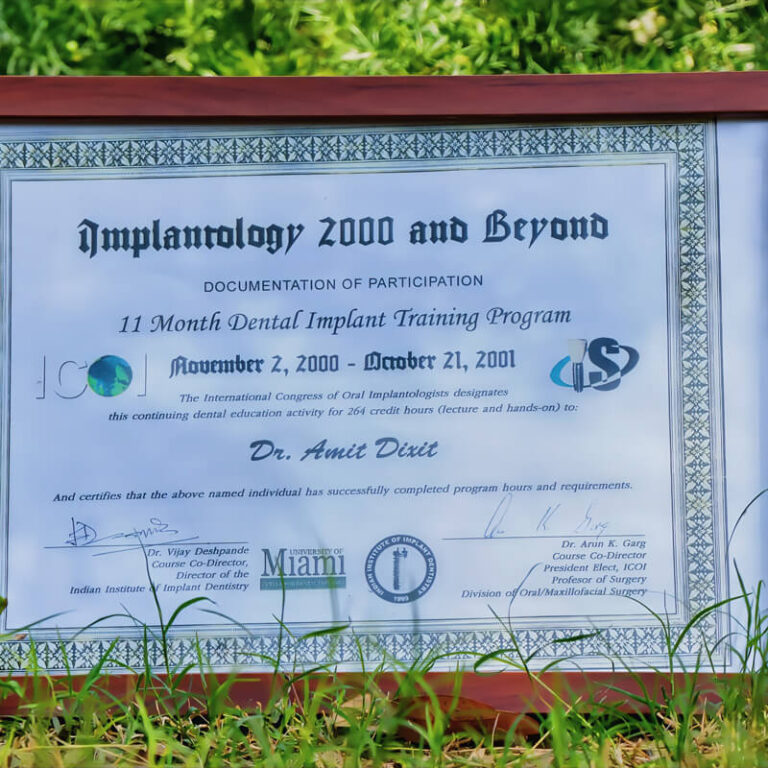 Implantology 2000 and Beyond
DOCUMENTATION OF PARTICIPATION
11 Month Dental Implant Training Program
November 2, 2000 - October 21, 2001
ICOI
IS
The International Congress of Oral Implantologists designates
this continuing dental education activity for 264 credit hours (lecture and hands-on) to:
Dr. Amit Dixit
And certifies that the above named individual has successfully completed program hours and requirements.
Dr. Vijay Deshpande
Course Co-Director,
Director of the
Indian Institute of Implant Dentistry
UNIVERSITY OF
Miami
INDIAN INSTITUTE OF IMPLANT DENTISTRY
Dr. Arun K. Garg
Course Co-Director
President Elect, ICOI
Profesor of Surgery
Division of Oral/Maxillofacial Surgery